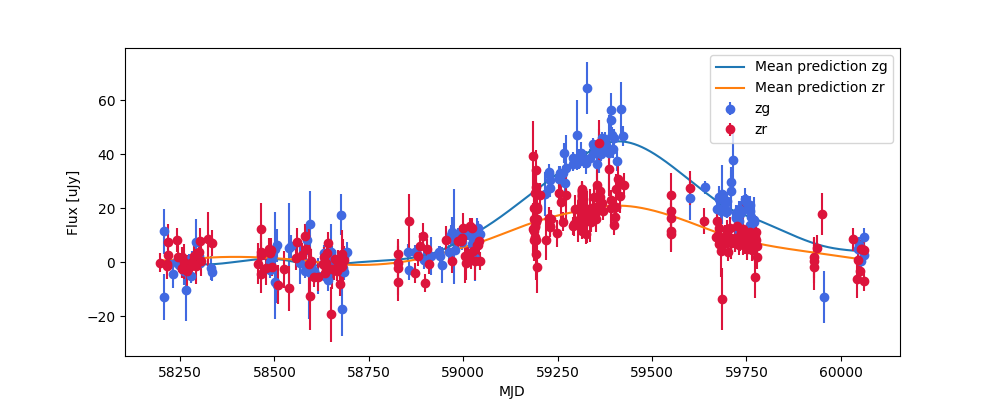 Mean prediction zg
Mean prediction zr
zg
zr
Flux [uJy]
60
40
20
0
−20
58250 58500 58750 59000 59250 59500 59750 60000
MJD